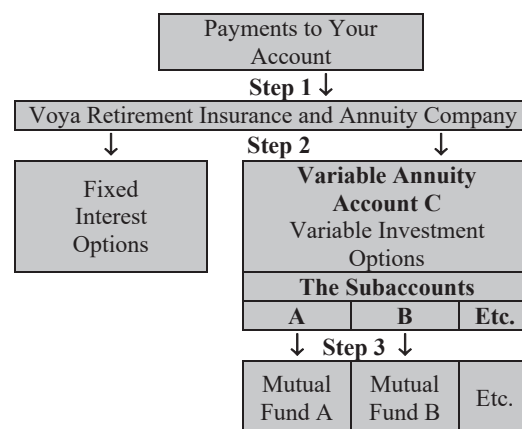 Payments to Your
Account
Step 1 ↓
Voya Retirement Insurance and Annuity Company
↓ Step 2 ↓
Fixed
Interest
Options
Variable Annuity
Account C
Variable Investment
Options
The Subaccounts
A B Etc.
↓ Step 3 ↓
Mutual
Fund A
Mutual
Fund B
Etc.